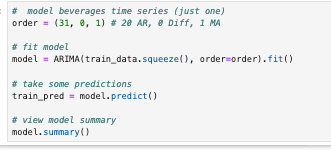 # model beverages time series (just one)
order = (31, 0, 1) # 20 AR, 0 Diff, 1 MA
# fit model
model = ARIMA(train_data.squeeze(), order=order).fit()
# take some predictions
train_pred = model.predict()
# view model summary
model.summary()